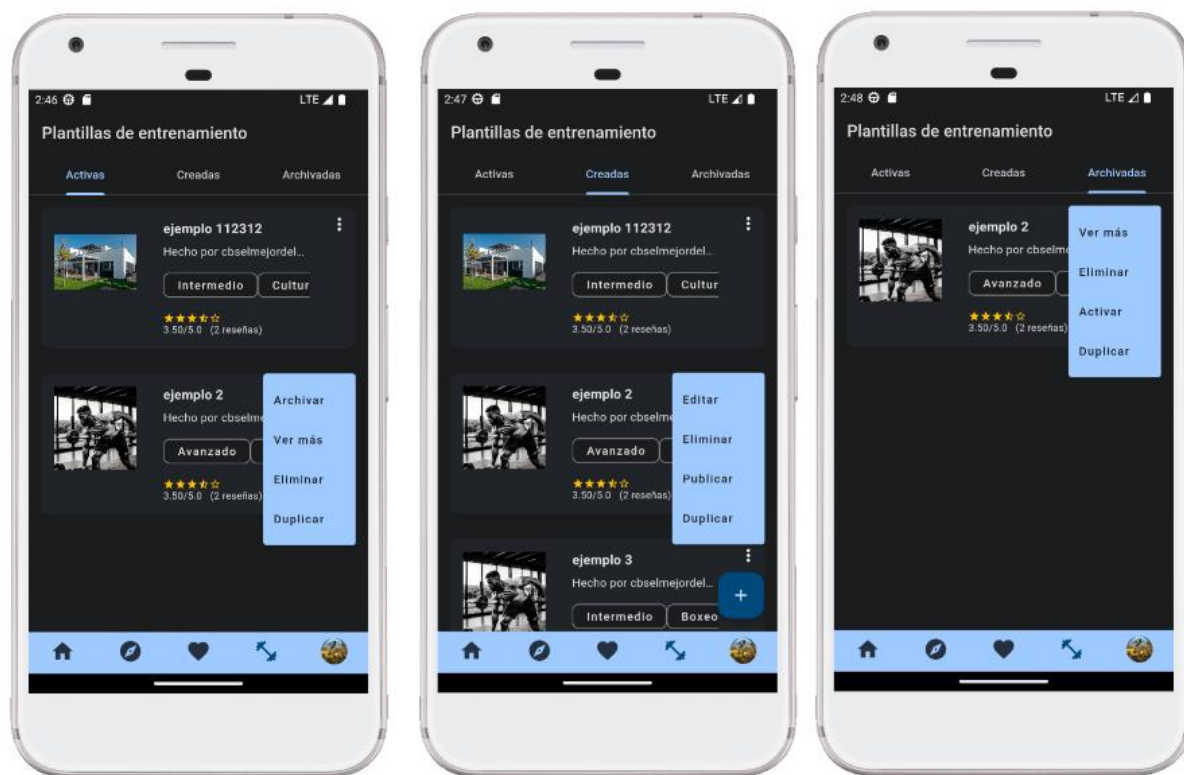 2:46
LTE
Plantillas de entrenamiento
Activas
Creadas
Archivadas
ejemplo 112312
Hecho por cbselmejordel...
Intermedio
Cultur
3.50/5.0 (2 reseñas)
ejemplo 2
Hecho por cbselme
Avanzado
3.50/5.0 (2 reseñas)
Archivar
Ver más
Eliminar
Duplicar
2:47
LTE
Plantillas de entrenamiento
Activas
Creadas
Archivadas
ejemplo 112312
Hecho por cbselmejordel...
Intermedio
Cultur
3.50/5.0 (2 reseñas)
ejemplo 2
Hecho por cbselme
Avanzado
3.50/5.0 (2 reseñas)
Editar
Eliminar
Publicar
Duplicar
ejemplo 3
Hecho por cbselmejordel...
Intermedio
Boxeo
+
2:48
LTE
Plantillas de entrenamiento
Activas
Creadas
Archivadas
ejemplo 2
Hecho por cbselme
Avanzado
3.50/5.0 (2 reseñas)
Ver más
Eliminar
Activar
Duplicar